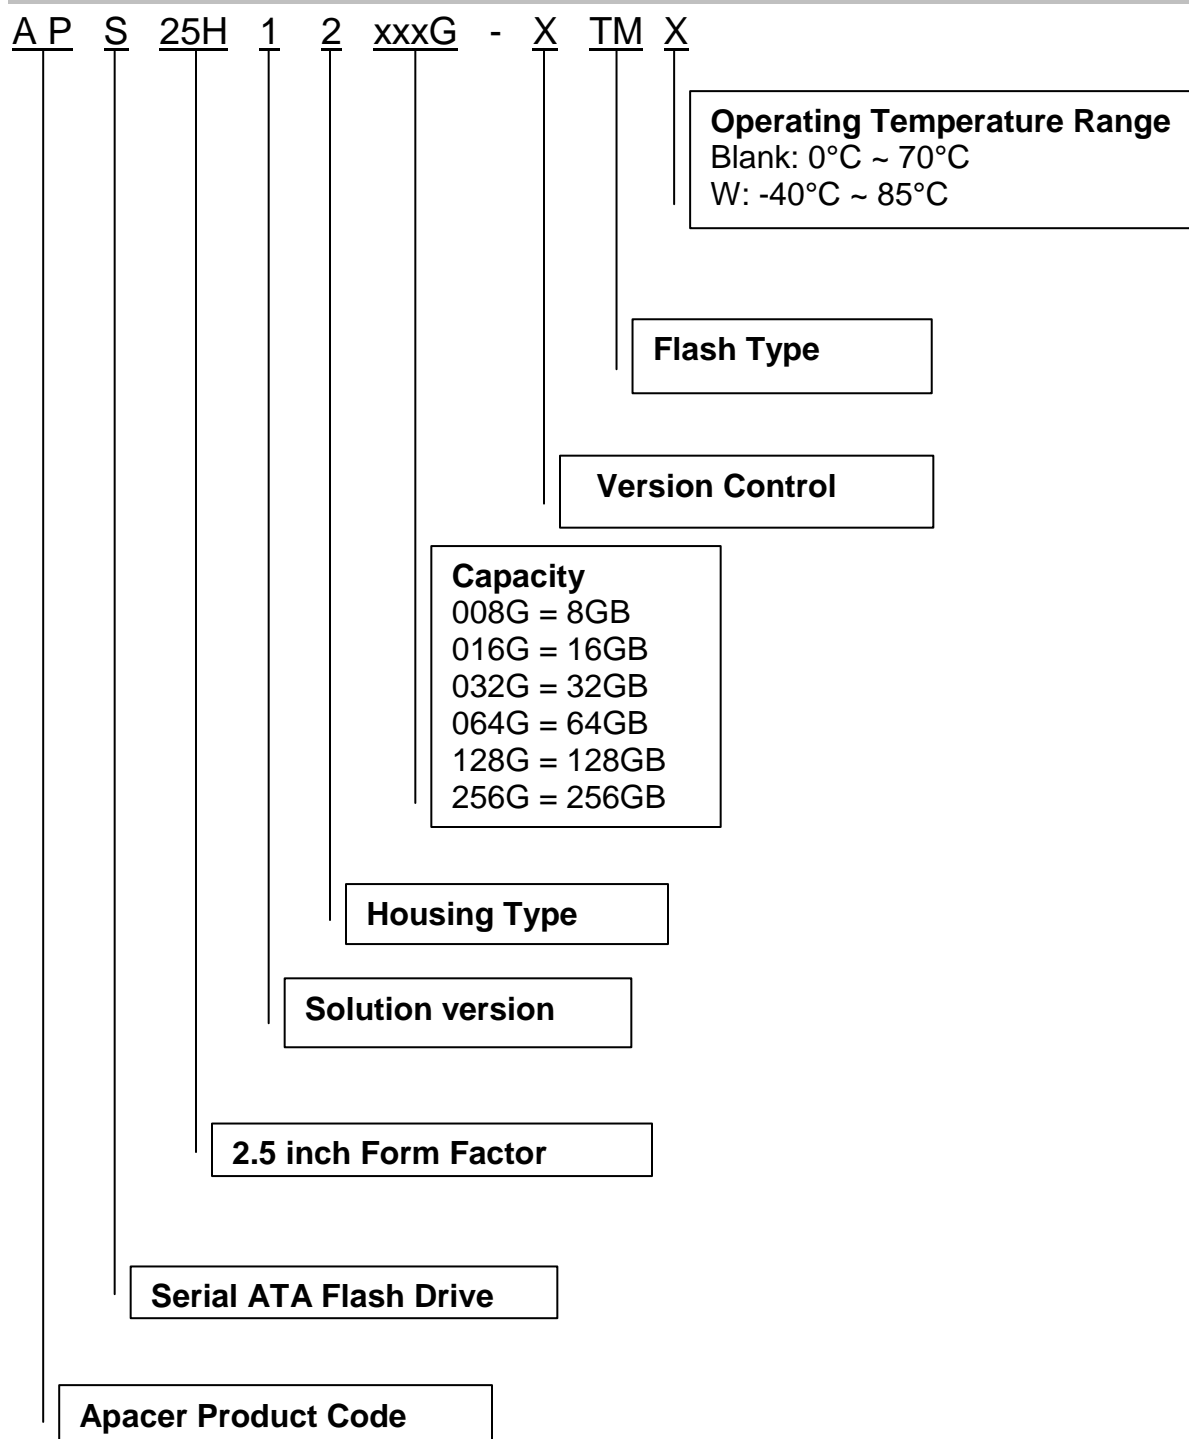 A P S 25H 1 2 xxxG - X TM X
Operating Temperature Range
Blank: 0°C ~ 70°C
W: -40°C ~ 85°C
Flash Type
Version Control
Capacity
008G = 8GB
016G = 16GB
032G = 32GB
064G = 64GB
128G = 128GB
256G = 256GB
Housing Type
Solution version
2.5 inch Form Factor
Serial ATA Flash Drive
Apacer Product Code